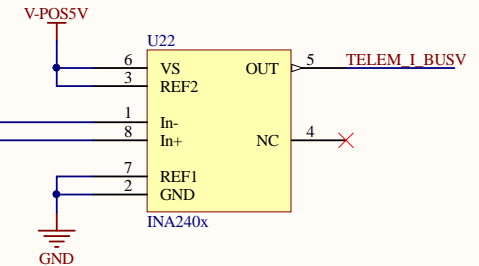 V-POS5V
U22
6 VS OUT 5 TELEM_I_BUSV
3 REF2
1 In-
8 In+ NC 4
7 REF1
2 GND
INA240x
GND